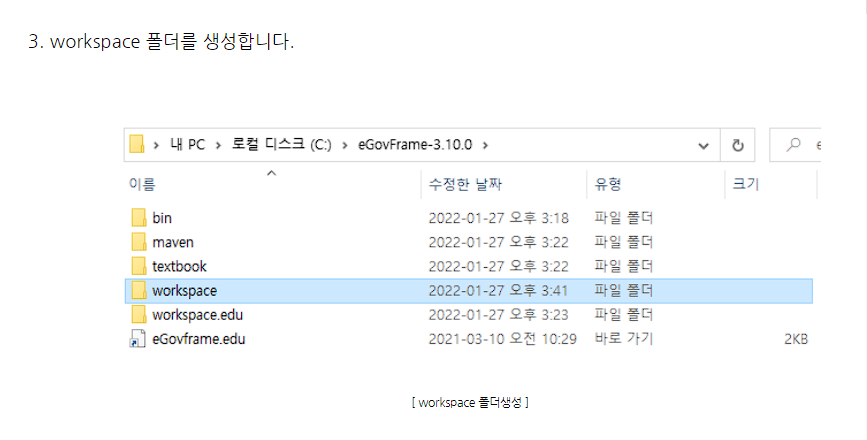 3. workspace 폴더를 생성합니다.
내 PC > 로컬 디스크 (C:) > eGovFrame-3.10.0 > e
이름 수정한 날짜 유형 크기
bin 2022-01-27 오후 3:18 파일 폴더
maven 2022-01-27 오후 3:22 파일 폴더
textbook 2022-01-27 오후 3:22 파일 폴더
workspace 2022-01-27 오후 3:41 파일 폴더
workspace.edu 2022-01-27 오후 3:23 파일 폴더
eGovframe.edu 2021-03-10 오전 10:29 바로 가기 2KB
[ workspace 폴더생성 ]